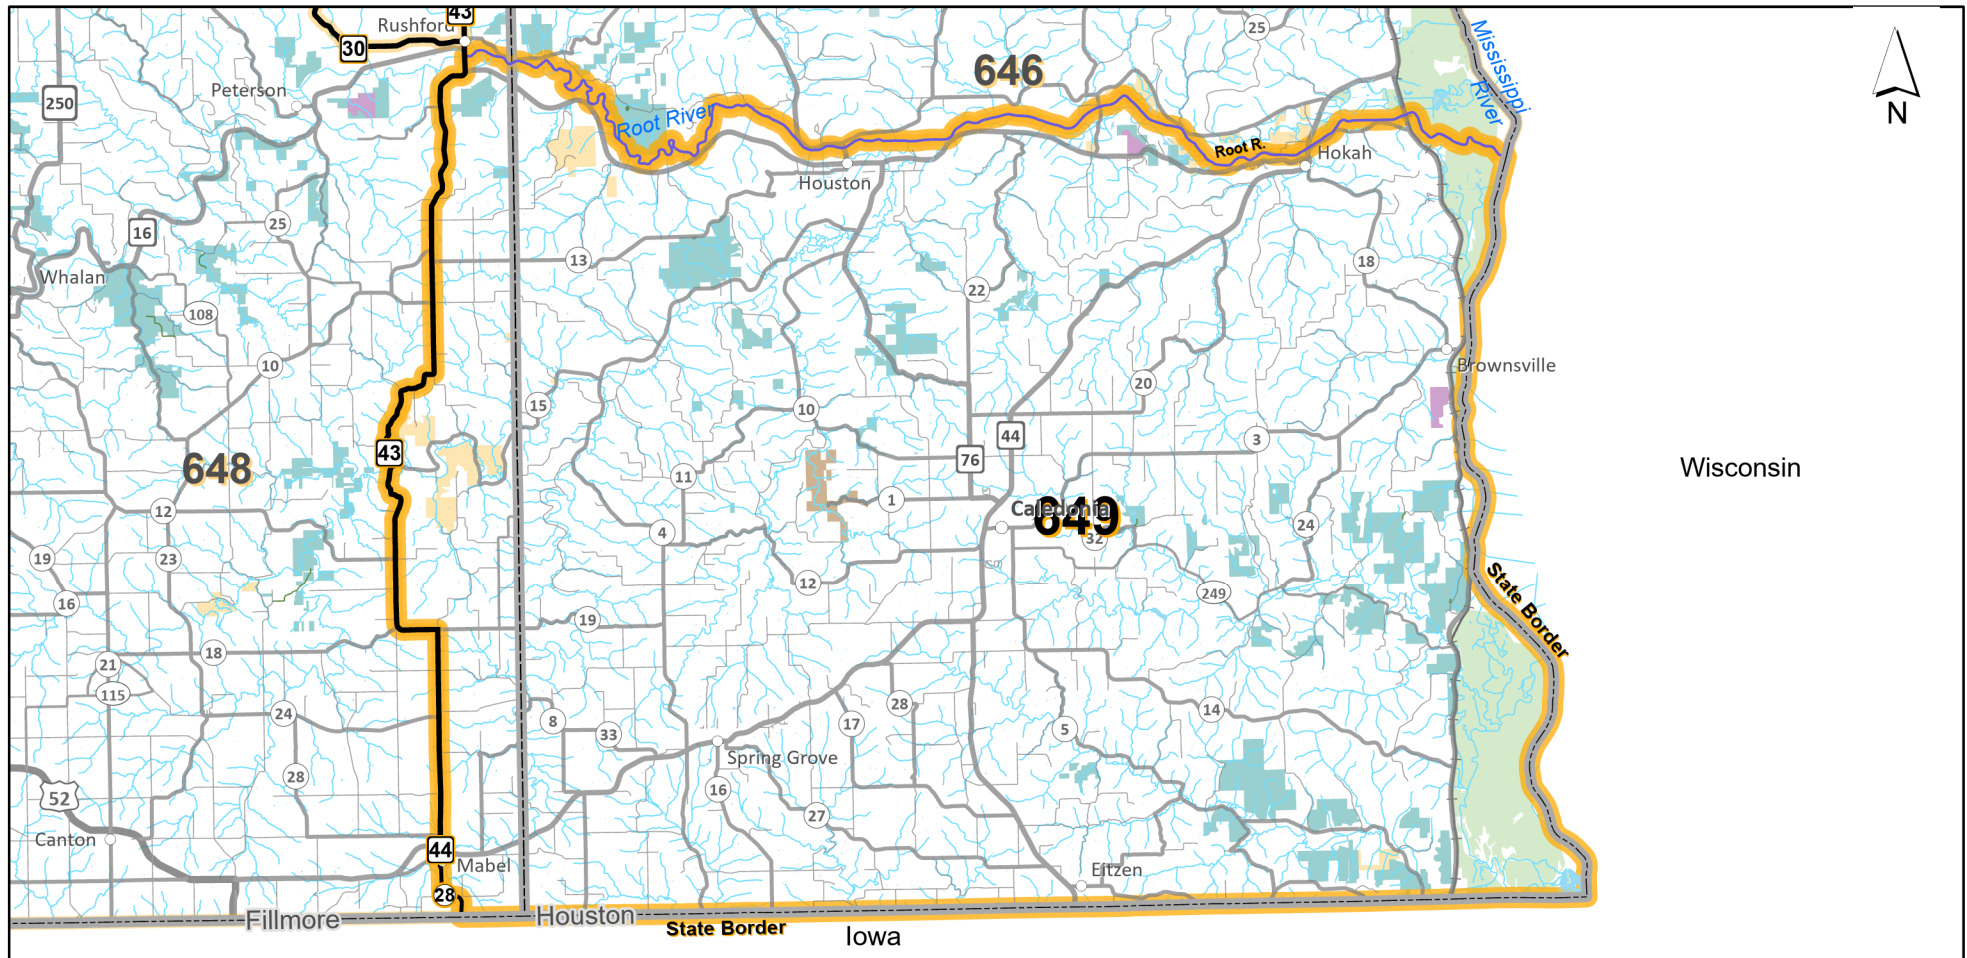 43
Rushford
30
25
Mississippi
River
646
250
Peterson
N
Root River
Root R.
Hokah
Houston
16
25
13
18
Whalan
22
108
10
Brownsville
15
20
10
44
43
3
76
Wisconsin
648
11
1
Caledonia
649
12
24
4
32
19
23
12
249
16
State Border
19
18
21
115
24
8
33
28
17
14
5
Spring Grove
28
16
52
27
Canton
44
Mabel
Eitzen
28
Fillmore
Houston
State Border
Iowa